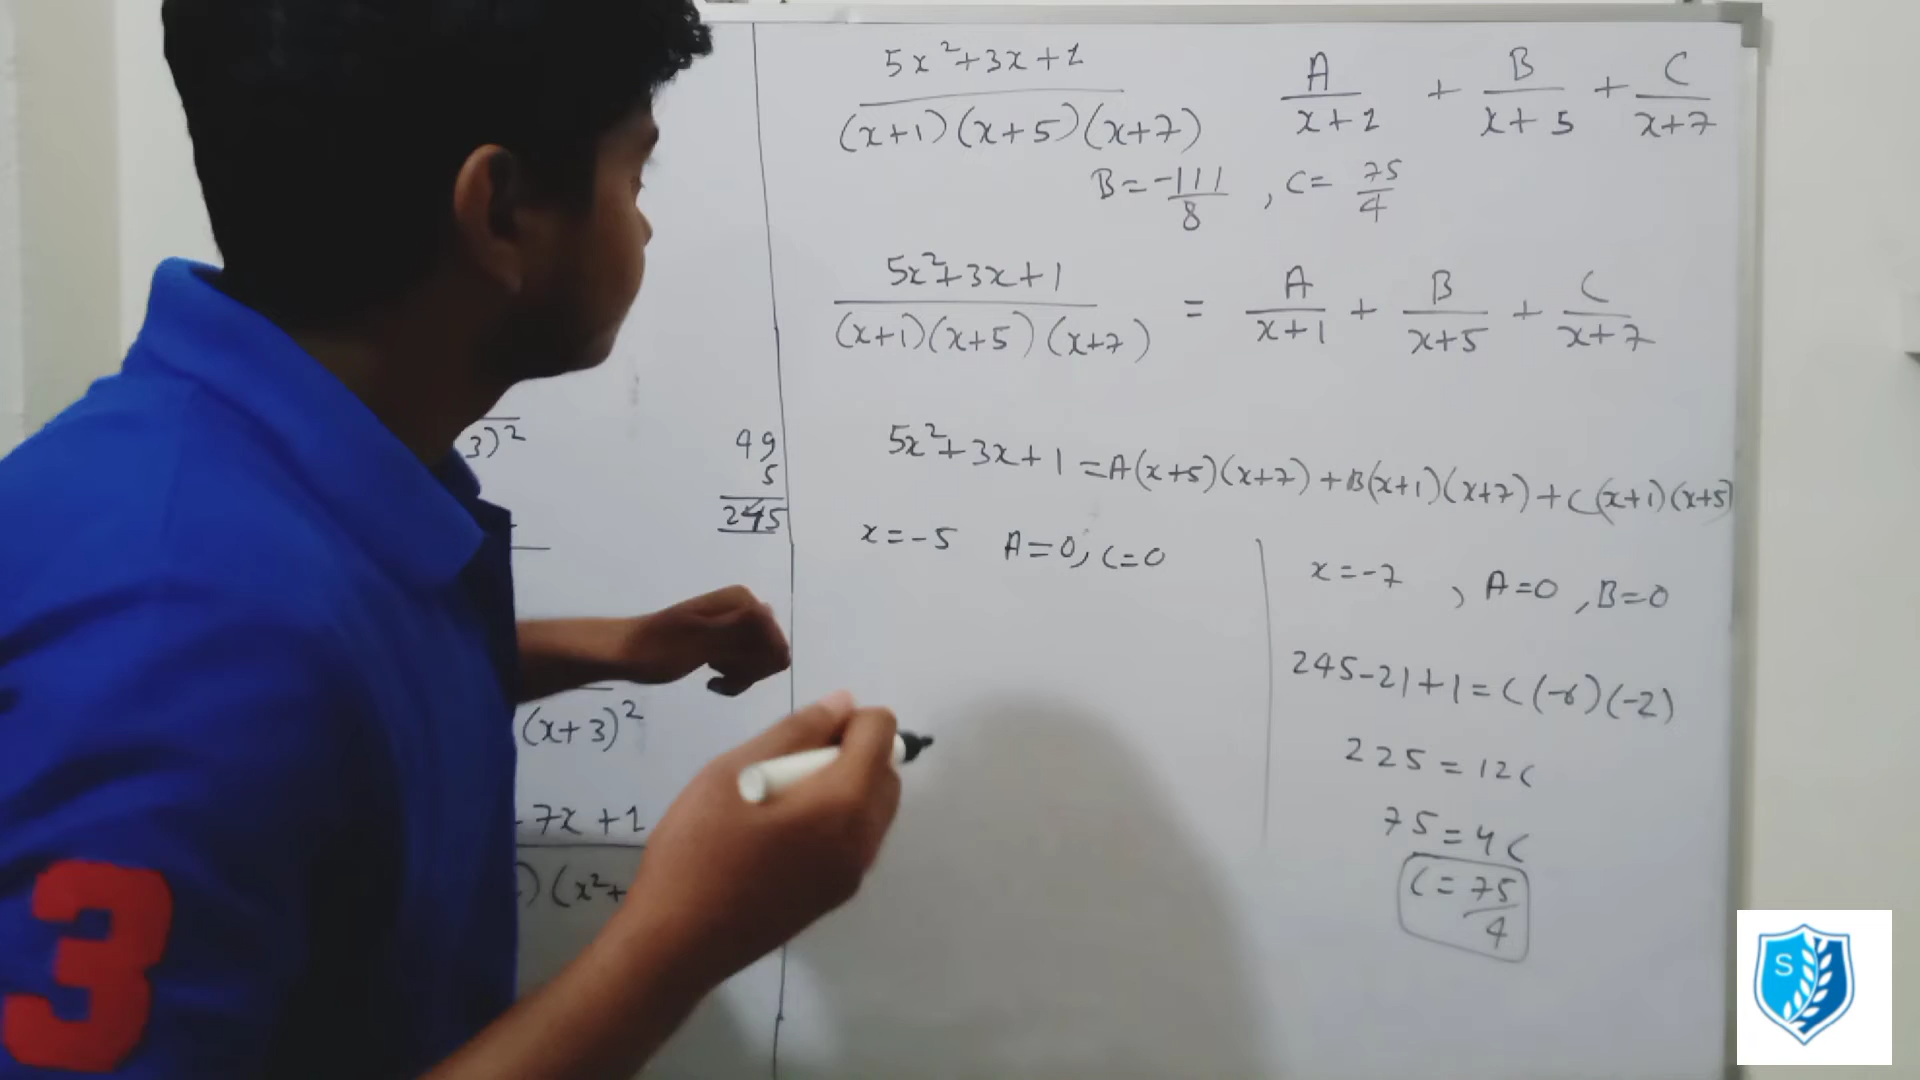 5x²+3x+1
(x+1)(x+5)(x+7)
A/x+1 + B/x+5 + C/x+7
B=-111/8 , C=75/4
5x²+3x+1
(x+1)(x+5)(x+7)
= A/x+1 + B/x+5 + C/x+7
5x²+3x+1=A(x+5)(x+7)+B(x+1)(x+7)+C(x+1)(x+5)
x=-5 A=0, C=0
x=-7 , A=0 , B=0
245-21+1=C(-6)(-2)
225=12C
75=4C
C=75/4
3)²
49
5
245
(x+3)²
7x+1
)(x²+
3
S